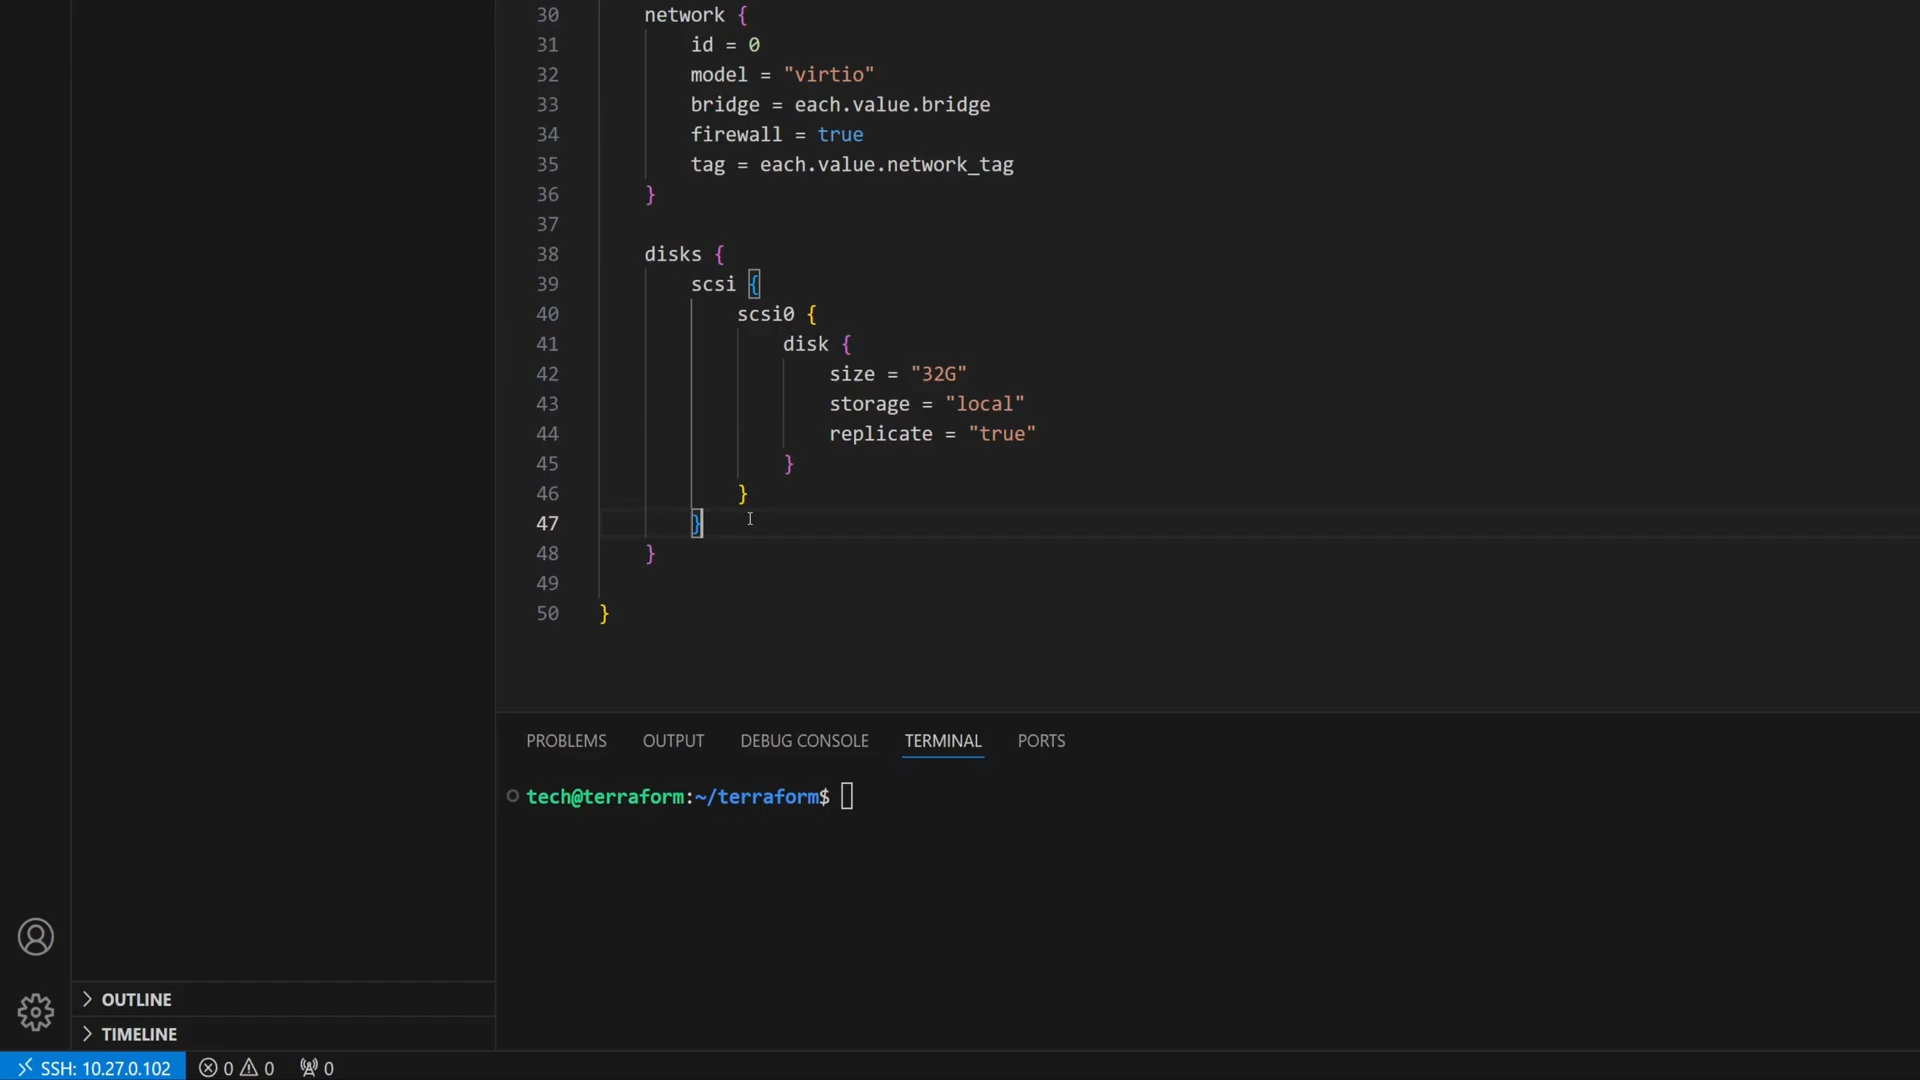 30 network {
31 id = 0
32 model = "virtio"
33 bridge = each.value.bridge
34 firewall = true
35 tag = each.value.network_tag
36 }
37
38 disks {
39 scsi {
40 scsi0 {
41 disk {
42 size = "32G"
43 storage = "local"
44 replicate = "true"
45 }
46 }
47 }
48 }
49
50 }
PROBLEMS OUTPUT DEBUG CONSOLE TERMINAL PORTS
tech@terraform:~/terraform$
OUTLINE
TIMELINE
SSH: 10.27.0.102 0 0 0